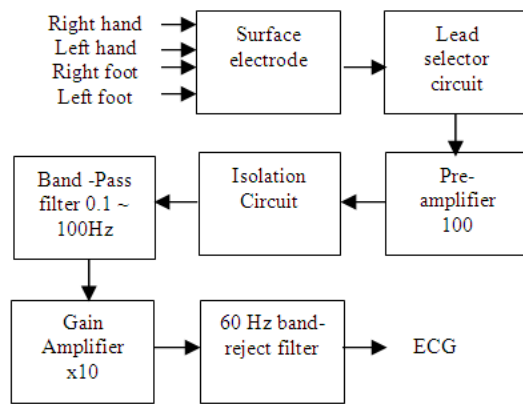 Right hand
Left hand
Right foot
Left foot
Surface
electrode
Lead
selector
circuit
Band -Pass
filter 0.1 ~
100Hz
Isolation
Circuit
Pre-
amplifier
100
Gain
Amplifier
x10
60 Hz band-
reject filter
ECG